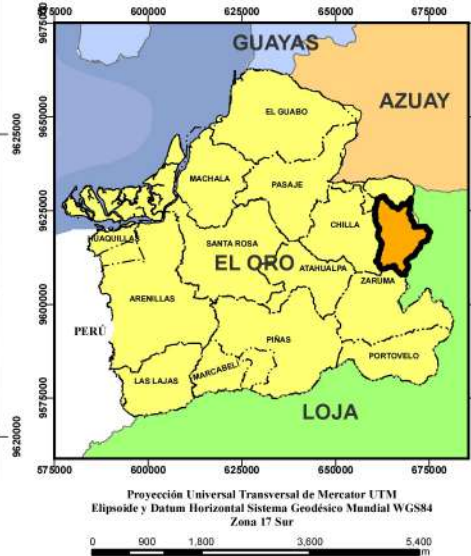 575000 600000 625000 650000 675000
9675000
9650000
9625000
9600000
9575000
9625000
9620000
GUAYAS
AZUAY
EL GUABO
MACHALA
PASAJE
CHILLA
HUAQUILLAS
SANTA ROSA
EL ORO
ATAHUALPA
ZARUMA
ARENILLAS
PERÚ
PIÑAS
PORTOVELO
MARCABELI
LAS LAJAS
LOJA
575000 600000 625000 650000 675000
Proyección Universal Transversal de Mercator UTM
Elipsoide y Datum Horizontal Sistema Geodésico Mundial WGS84
Zona 17 Sur
0 900 1,800 3,600 5,400
m